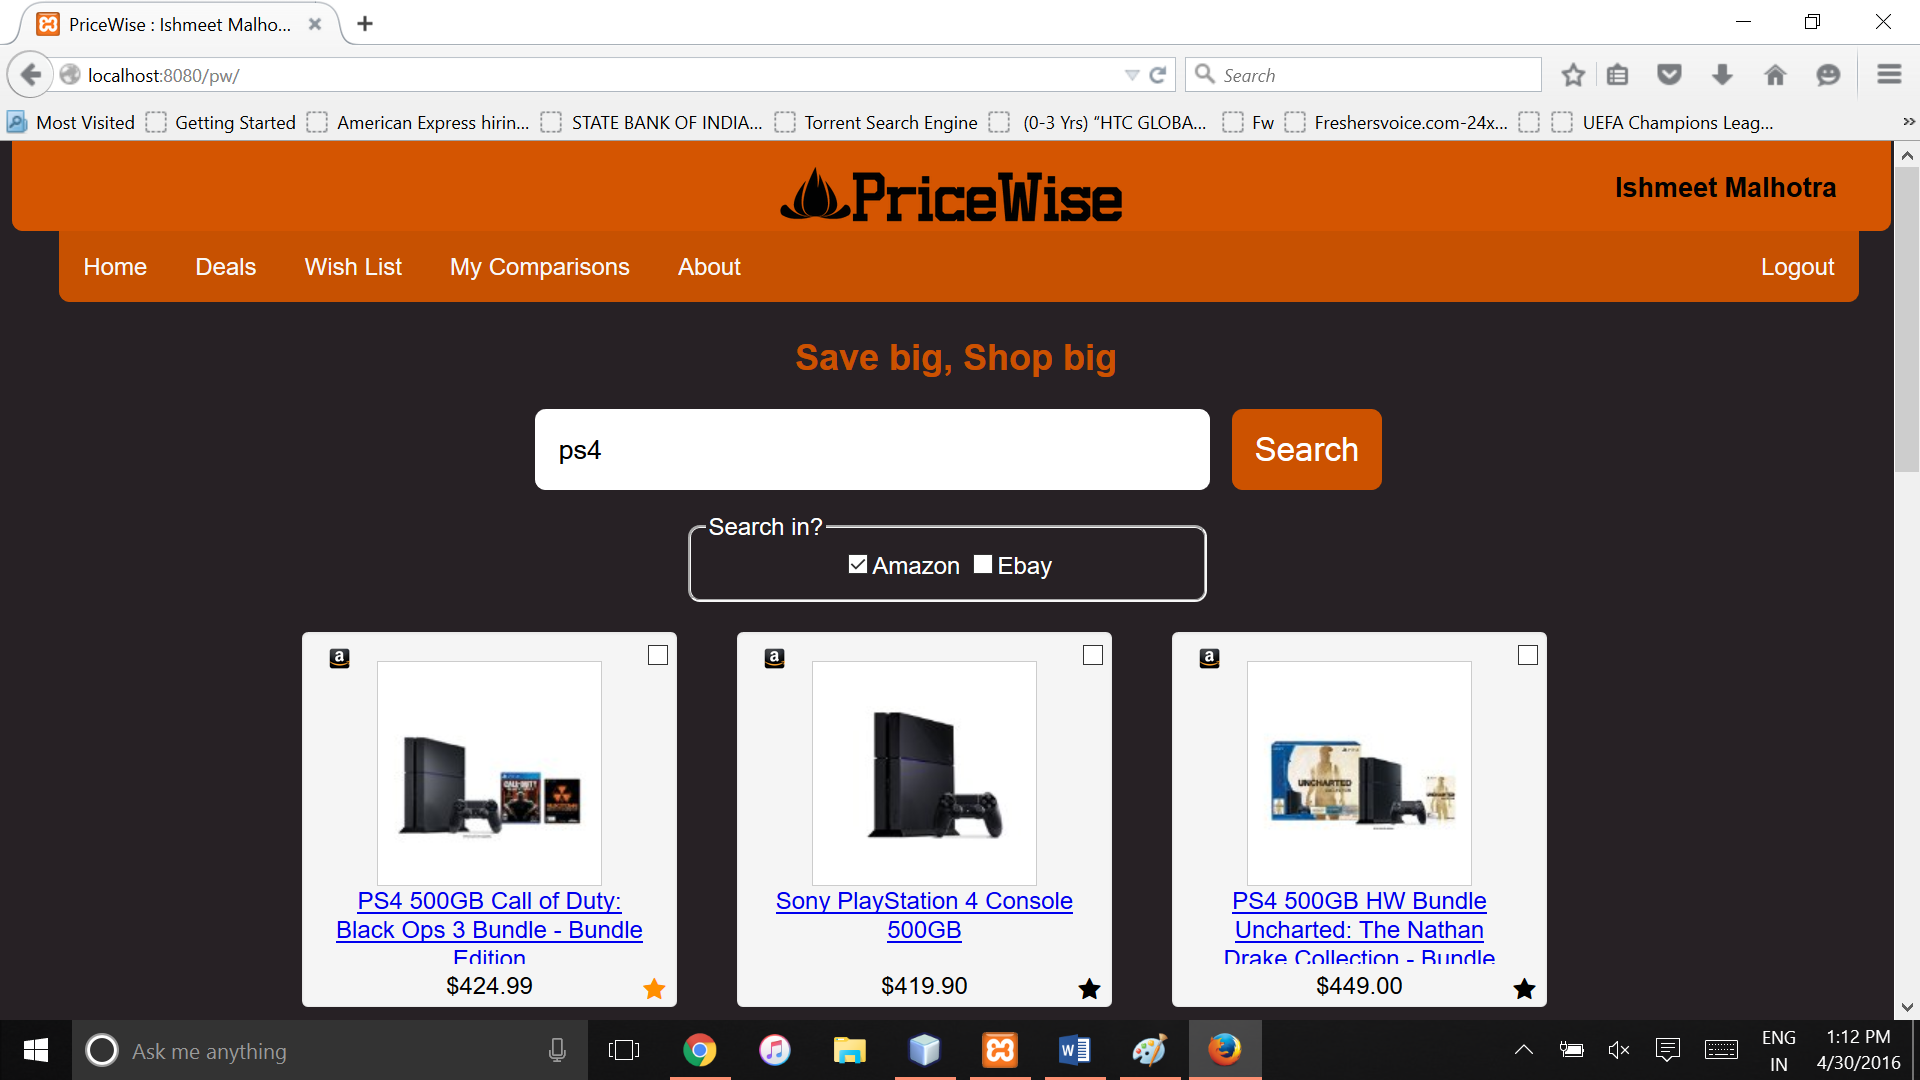 PriceWise : Ishmeet Malho...
localhost:8080/pw/
Search
Most Visited
Getting Started
American Express hirin...
STATE BANK OF INDIA...
Torrent Search Engine
(0-3 Yrs) “HTC GLOBA...
Fw
Freshersvoice.com-24x...
UEFA Champions Leag...
PriceWise
Ishmeet Malhotra
Home
Deals
Wish List
My Comparisons
About
Logout
Save big, Shop big
ps4
Search
Search in?
Amazon
Ebay
UNCHARTED
PS4 500GB Call of Duty:
Black Ops 3 Bundle - Bundle
Edition
$424.99
Sony PlayStation 4 Console
500GB
$419.90
PS4 500GB HW Bundle
Uncharted: The Nathan
Drake Collection - Bundle
$449.00
Ask me anything
ENG
IN
1:12 PM
4/30/2016